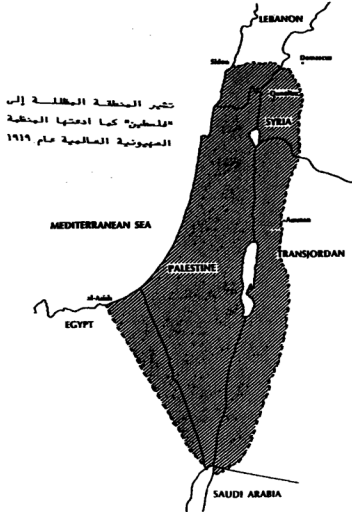 LEBANON
Sidon
Damascus
تشير المنطقة المظللة إلى
"فلسطين" كما ادعتها المنظمة
الصهيونية العالمية عام ١٩١٩
SYRIA
MEDITERRANEAN SEA
Amman
TRANSJORDAN
PALESTINE
al-Arish
EGYPT
SAUDI ARABIA